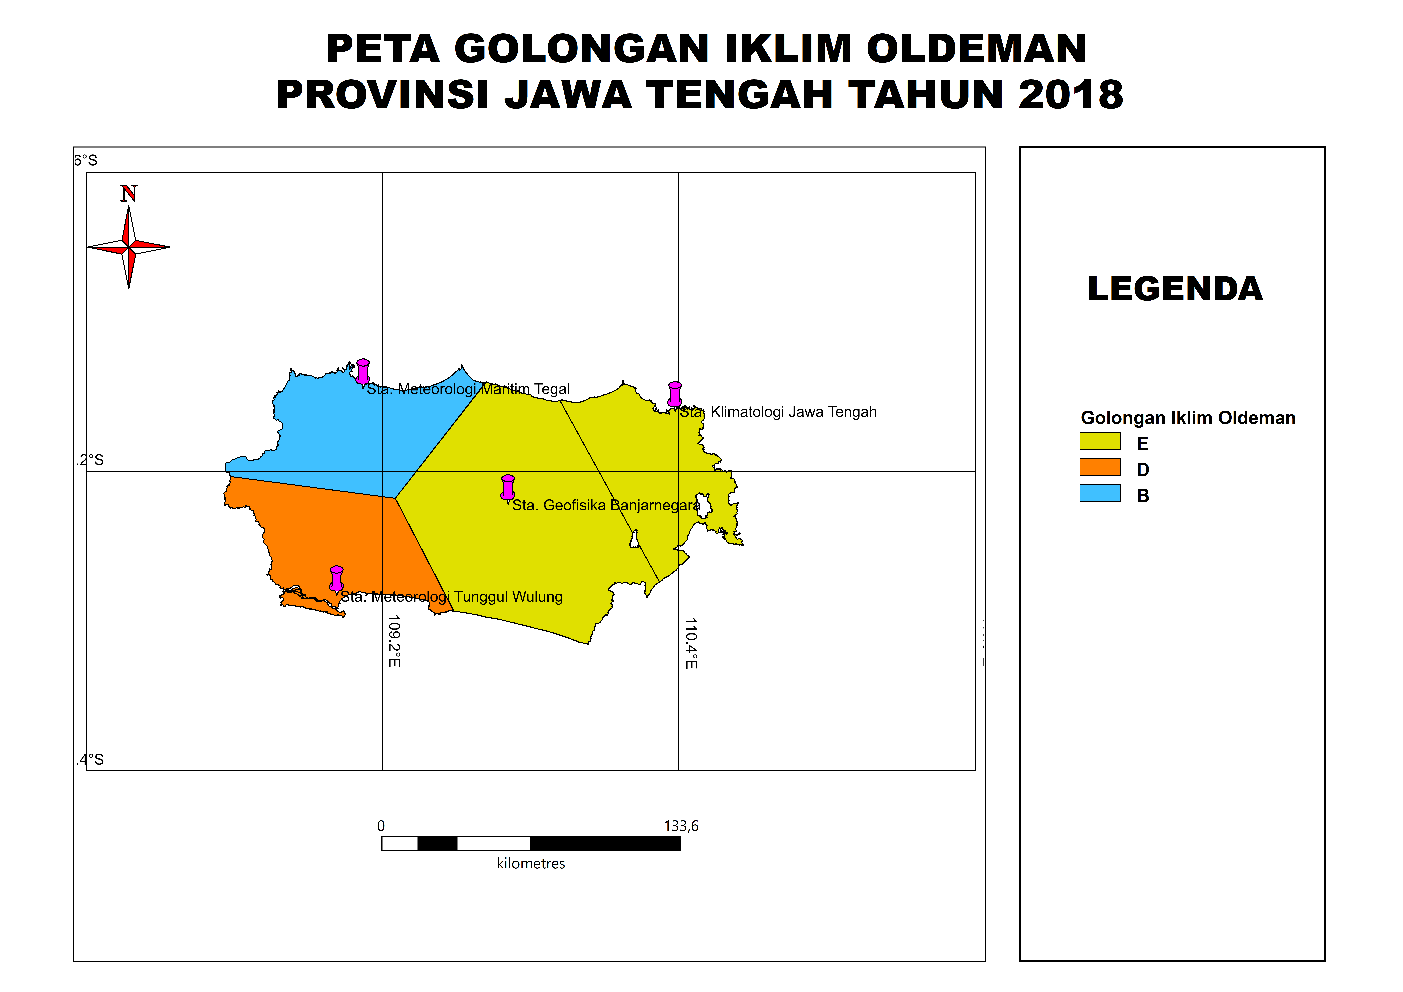 PETA GOLONGAN IKLIM OLDEMAN
PROVINSI JAWA TENGAH TAHUN 2018
6°S
N
LEGENDA
Sta. Meteorologi Maritim Tegal
Sta. Klimatologi Jawa Tengah
Golongan Iklim Oldeman
E
.2°S
D
B
Sta. Geofisika Banjarnegara
Sta. Meteorologi Tunggul Wulung
109.2°E
110.4°E
.4°S
0
133,6
kilometres